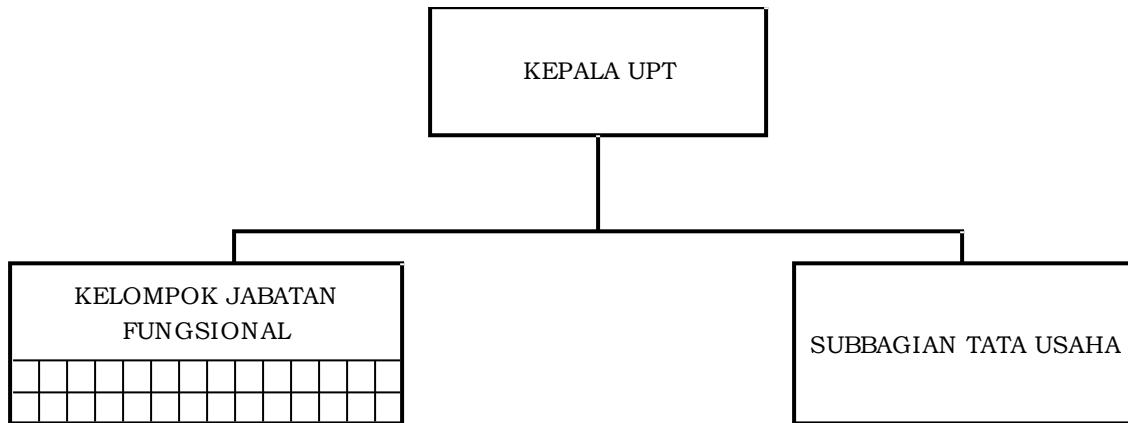 KEPALA UPT
KELOMPOK JABATAN
FUNGSIONAL
SUBBAGIAN TATA USAHA